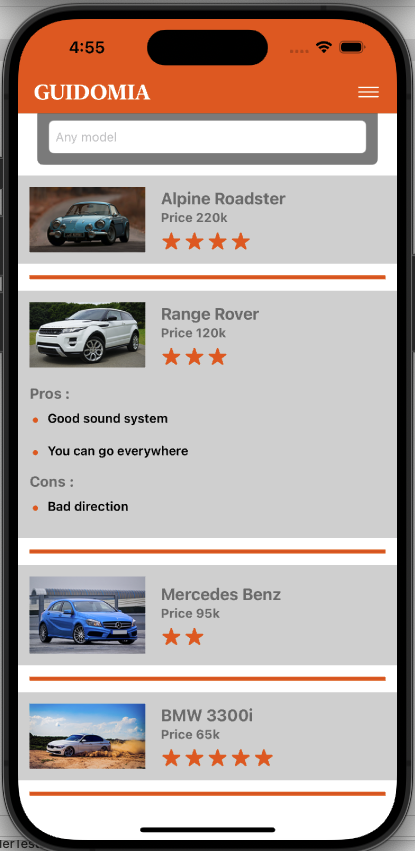 4:55
GUIDOMIA
Any model
Alpine Roadster
Price 220k
Range Rover
Price 120k
Pros :
Good sound system
You can go everywhere
Cons :
Bad direction
Mercedes Benz
Price 95k
BMW 3300i
Price 65k